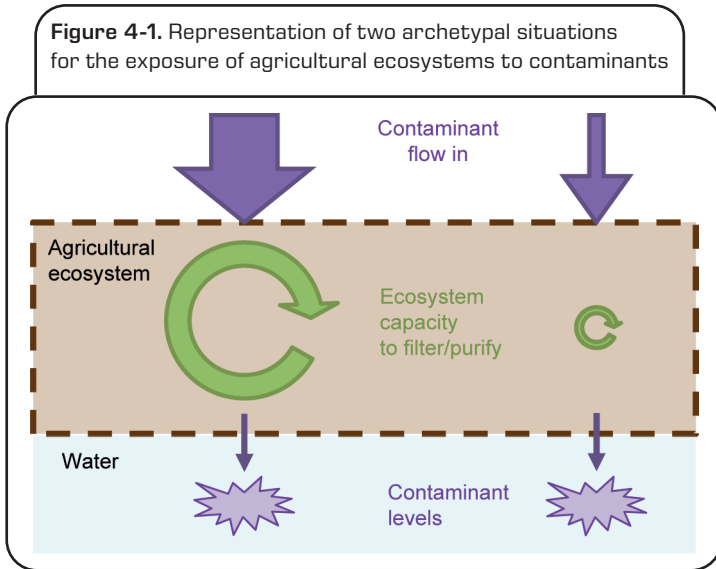 Figure 4-1. Representation of two archetypal situations
for the exposure of agricultural ecosystems to contaminants
Contaminant
flow in
Agricultural
ecosystem
Ecosystem
capacity
to filter/purify
Water
Contaminant
levels